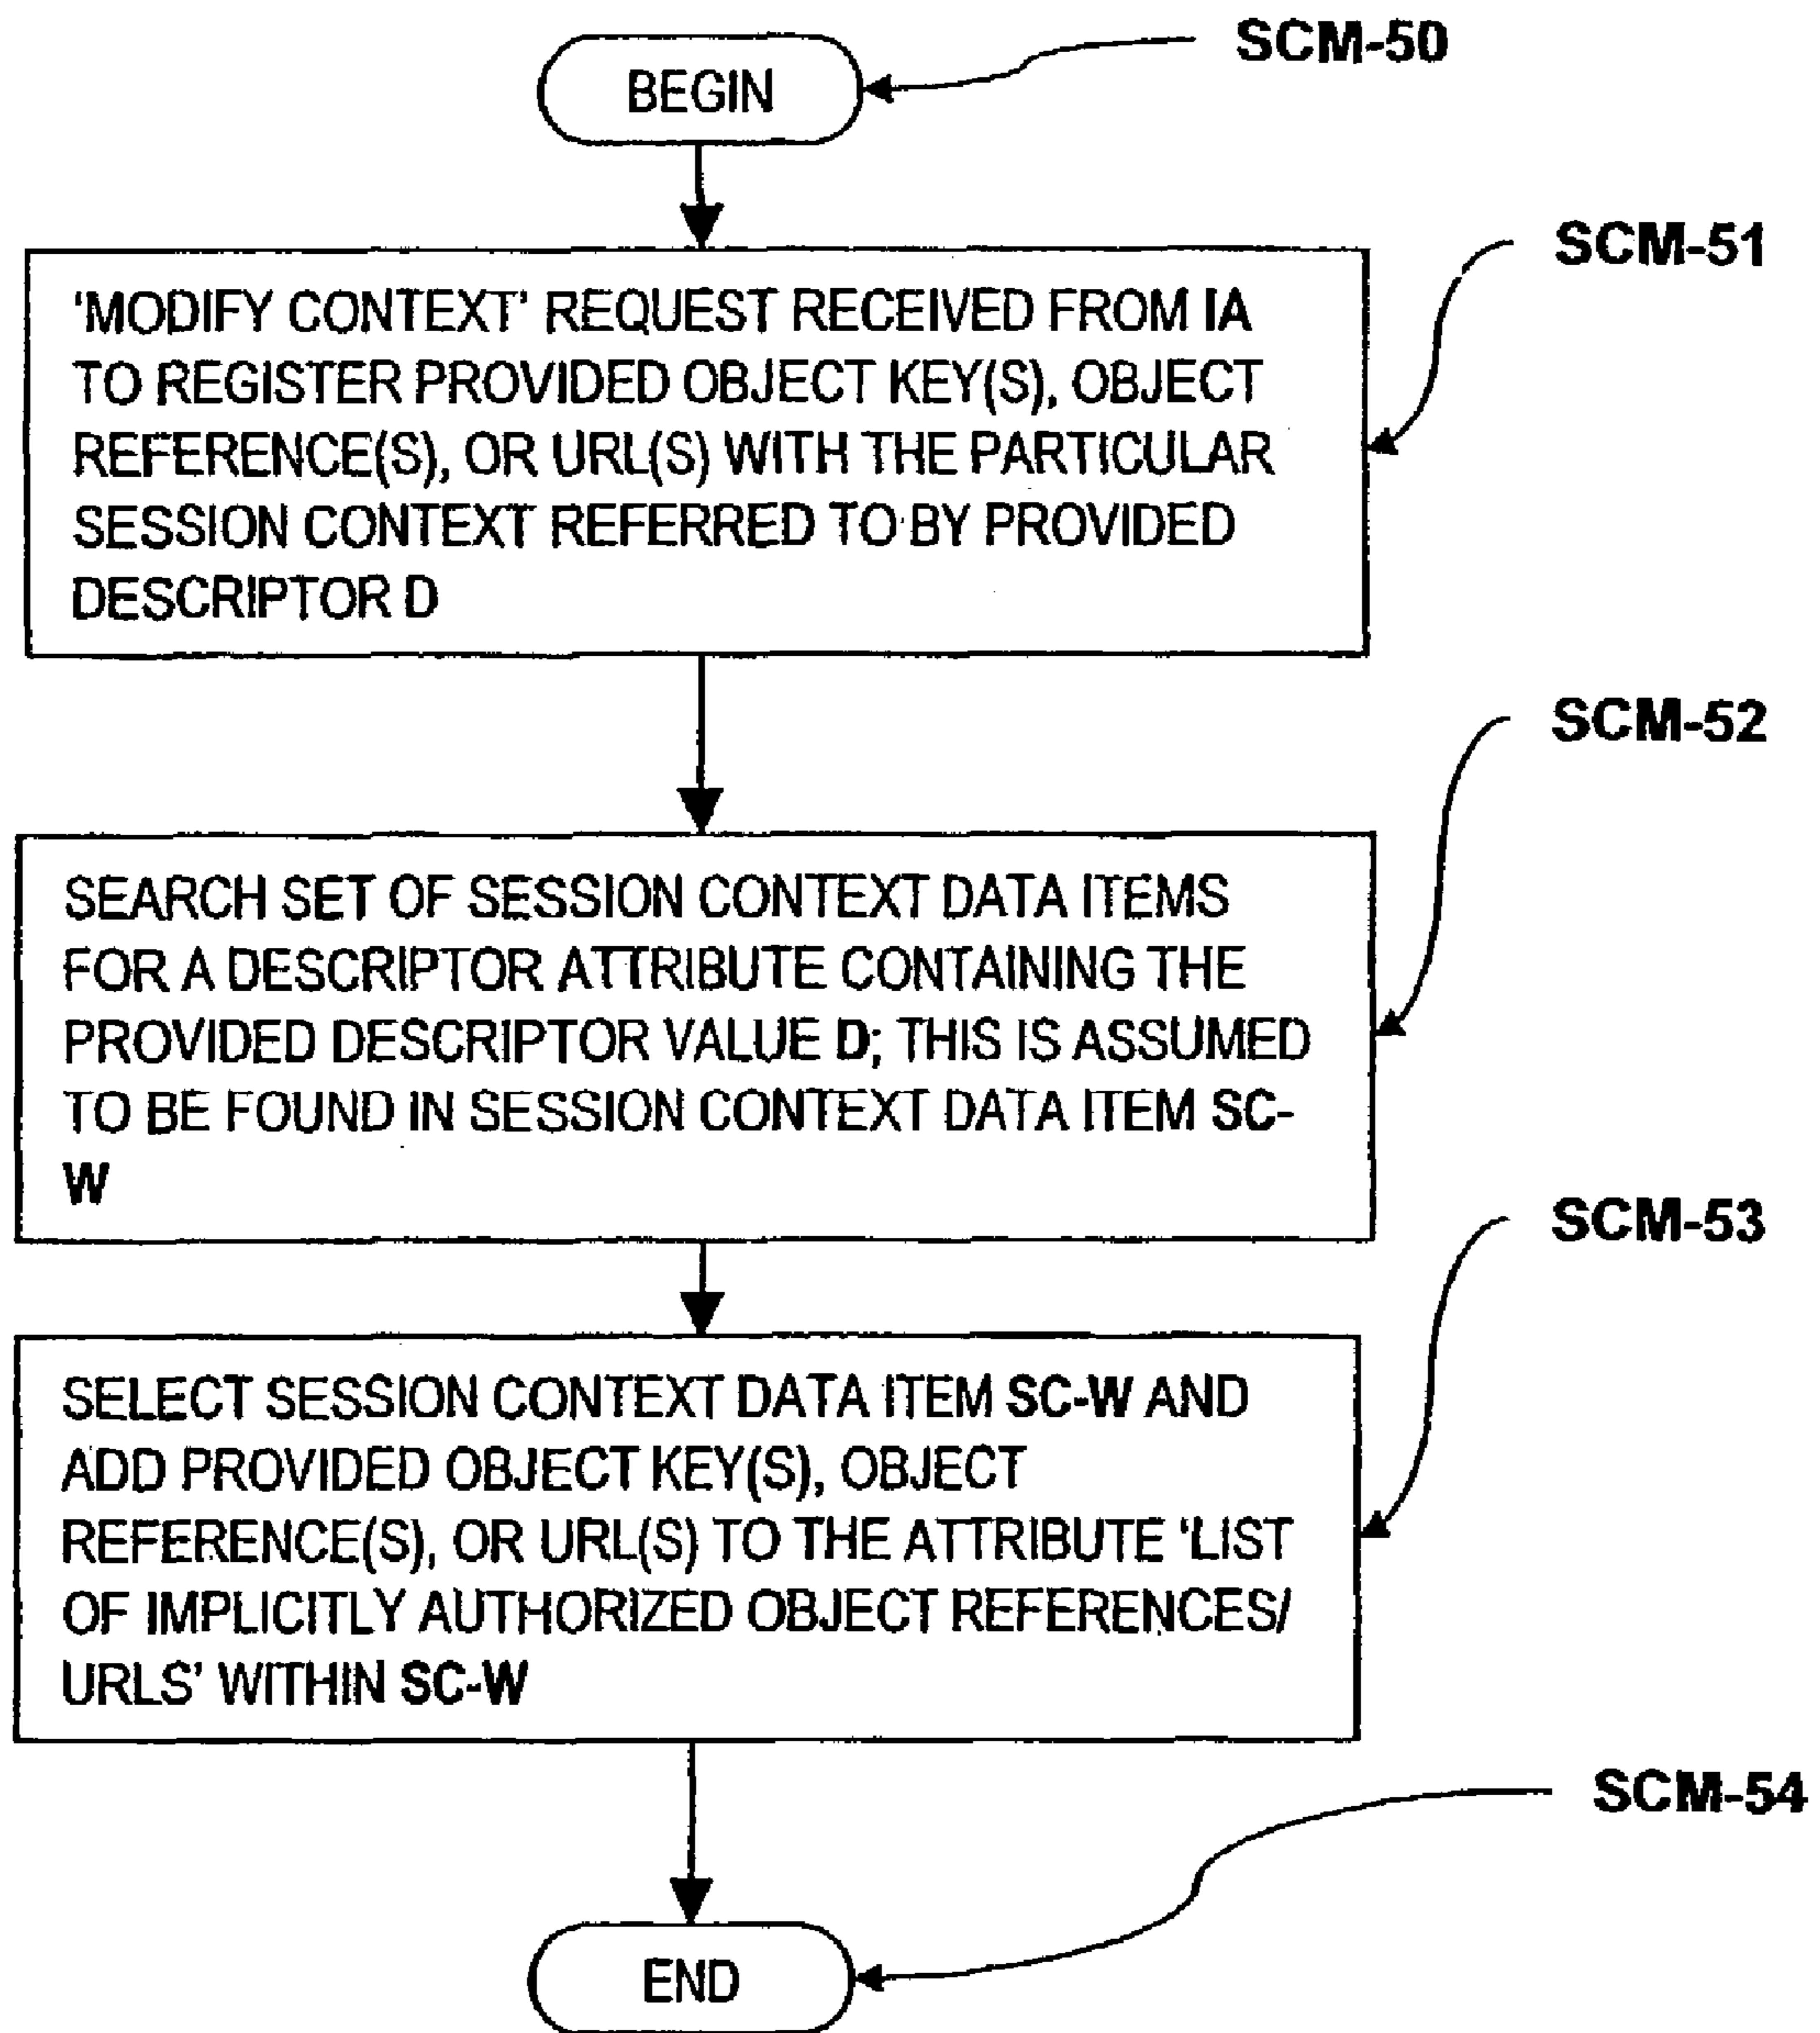 SCM-50
BEGIN
SCM-51
'MODIFY CONTEXT' REQUEST RECEIVED FROM IA
TO REGISTER PROVIDED OBJECT KEY(S), OBJECT
REFERENCE(S), OR URL(S) WITH THE PARTICULAR
SESSION CONTEXT REFERRED TO BY PROVIDED
DESCRIPTOR D
SCM-52
SEARCH SET OF SESSION CONTEXT DATA ITEMS
FOR A DESCRIPTOR ATTRIBUTE CONTAINING THE
PROVIDED DESCRIPTOR VALUE D; THIS IS ASSUMED
TO BE FOUND IN SESSION CONTEXT DATA ITEM SC-
W
SCM-53
SELECT SESSION CONTEXT DATA ITEM SC-W AND
ADD PROVIDED OBJECT KEY(S), OBJECT
REFERENCE(S), OR URL(S) TO THE ATTRIBUTE 'LIST
OF IMPLICITLY AUTHORIZED OBJECT REFERENCES/
URLS' WITHIN SC-W
SCM-54
END